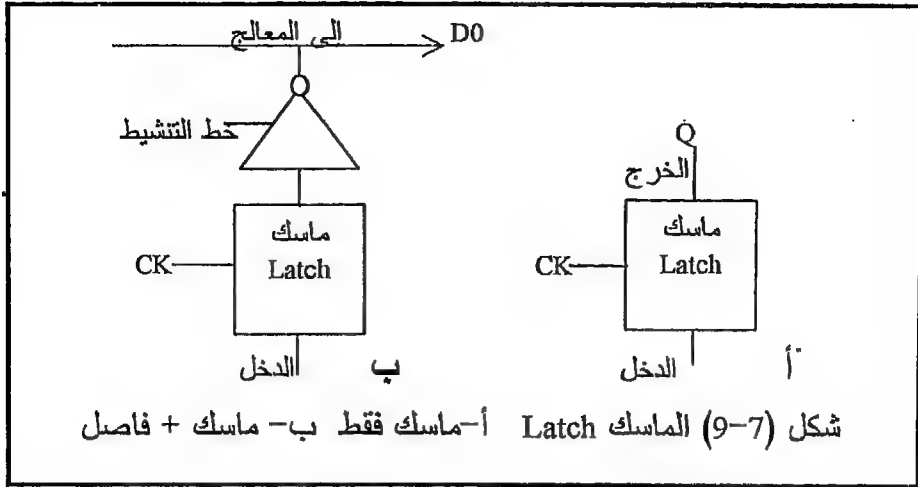 الى المعالج D0
خط التنشيط
Q
الخرج
ماسك
Latch
CK
الدخل
أ
ماسك
Latch
CK
الدخل
ب
شكل (7-9) الماسك Latch أ-ماسك فقط ب- ماسك + فاصل